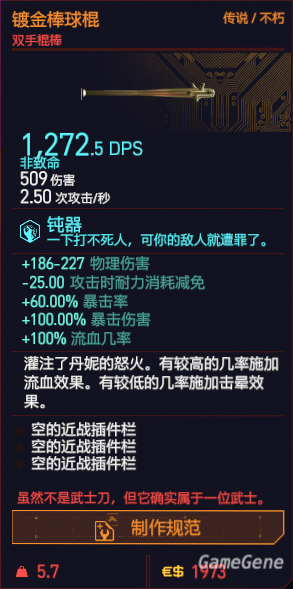 镀金棒球棍
传说 / 不朽
双手棍棒
1,272.5 DPS
非致命
509 伤害
2.50 次攻击/秒
钝器
一下打不死人，可你的敌人就遭罪了。
+186-227 物理伤害
-25.00 攻击时耐力消耗减免
+60.00% 暴击率
+100.00% 暴击伤害
+100% 流血几率
灌注了丹妮的怒火。有较高的几率施加
流血效果。有较低的几率施加击晕效
果。
空的近战插件栏
空的近战插件栏
空的近战插件栏
虽然不是武士刀，但它确实属于一位武士。
制作规范
5.7
€$ 1973
GameGene